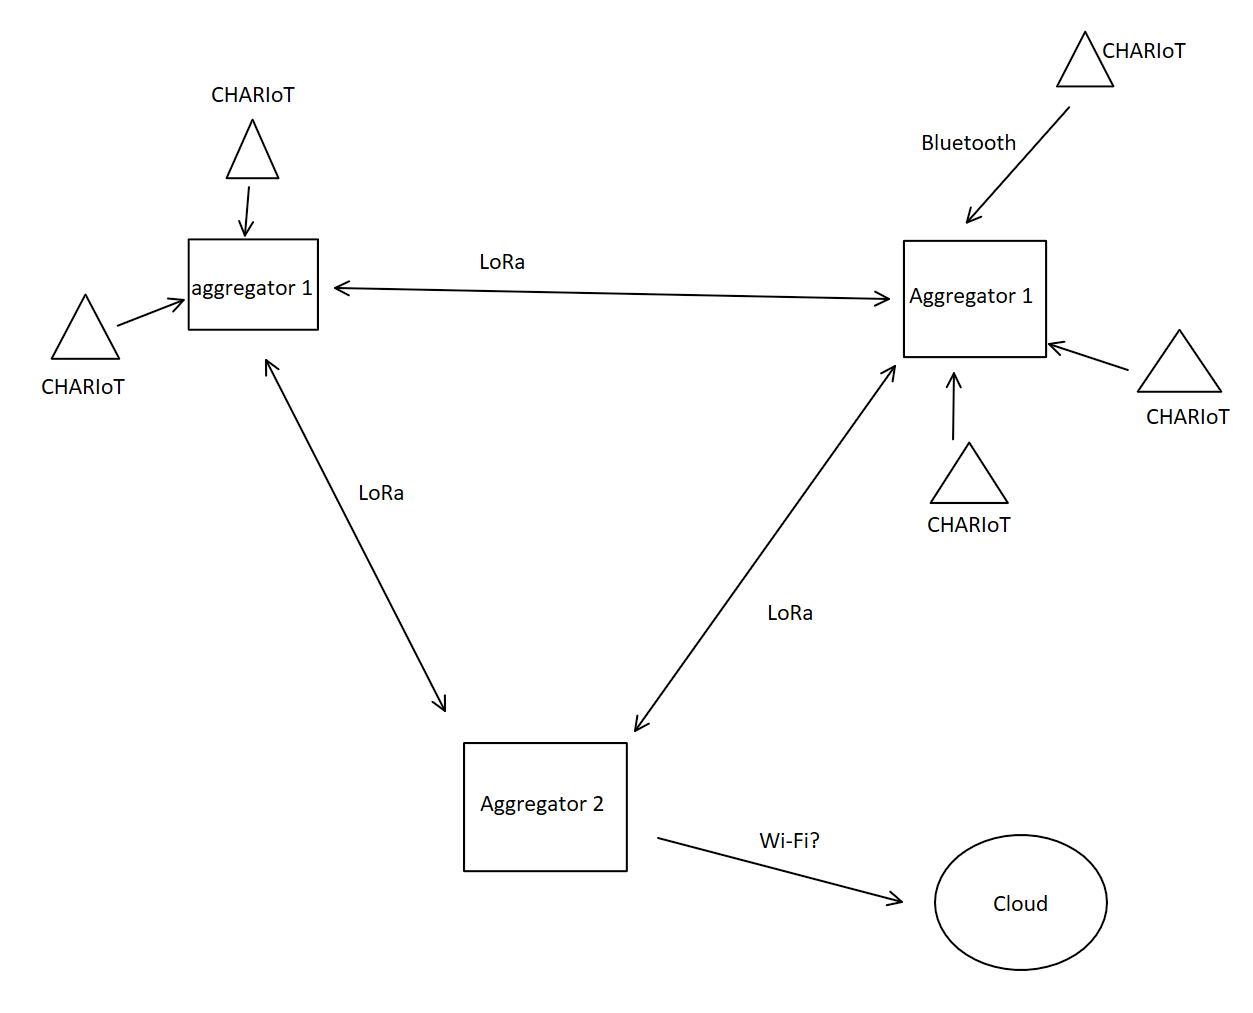 CHARIoT
CHARIoT
Bluetooth
LoRa
aggregator 1
Aggregator 1
CHARIoT
CHARIoT
LoRa
CHARIoT
LoRa
Aggregator 2
Wi-Fi?
Cloud